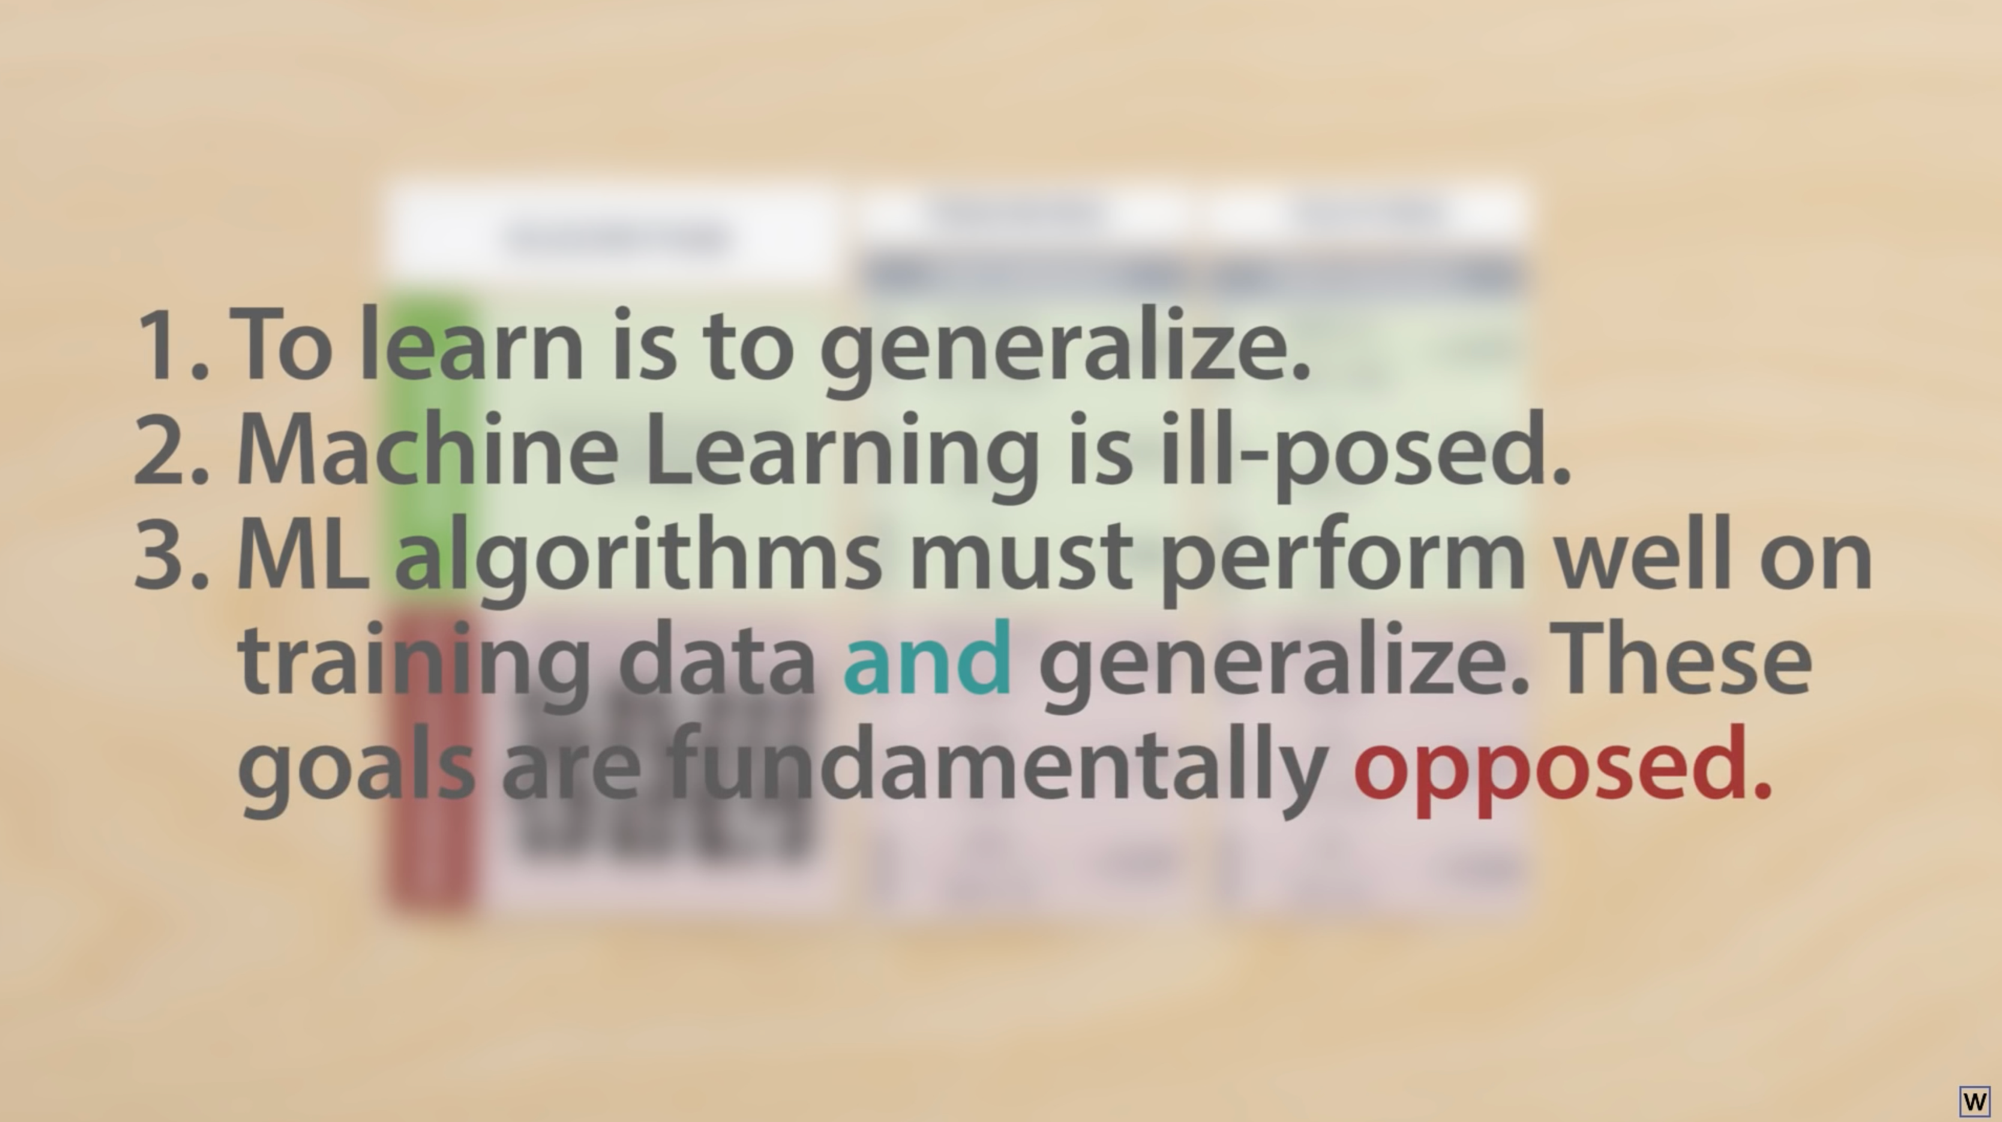 1. To learn is to generalize.
2. Machine Learning is ill-posed.
3. ML algorithms must perform well on
training data and generalize. These
goals are fundamentally opposed.
W